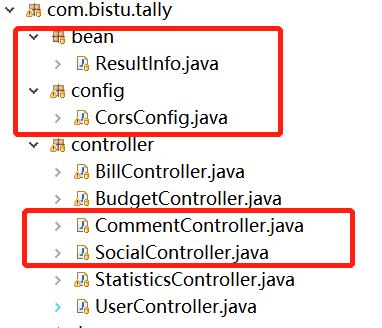 com.bistu.tally
bean
ResultInfo.java
config
CorsConfig.java
controller
BillController.java
BudgetController.java
CommentController.java
SocialController.java
StatisticsController.java
UserController.java